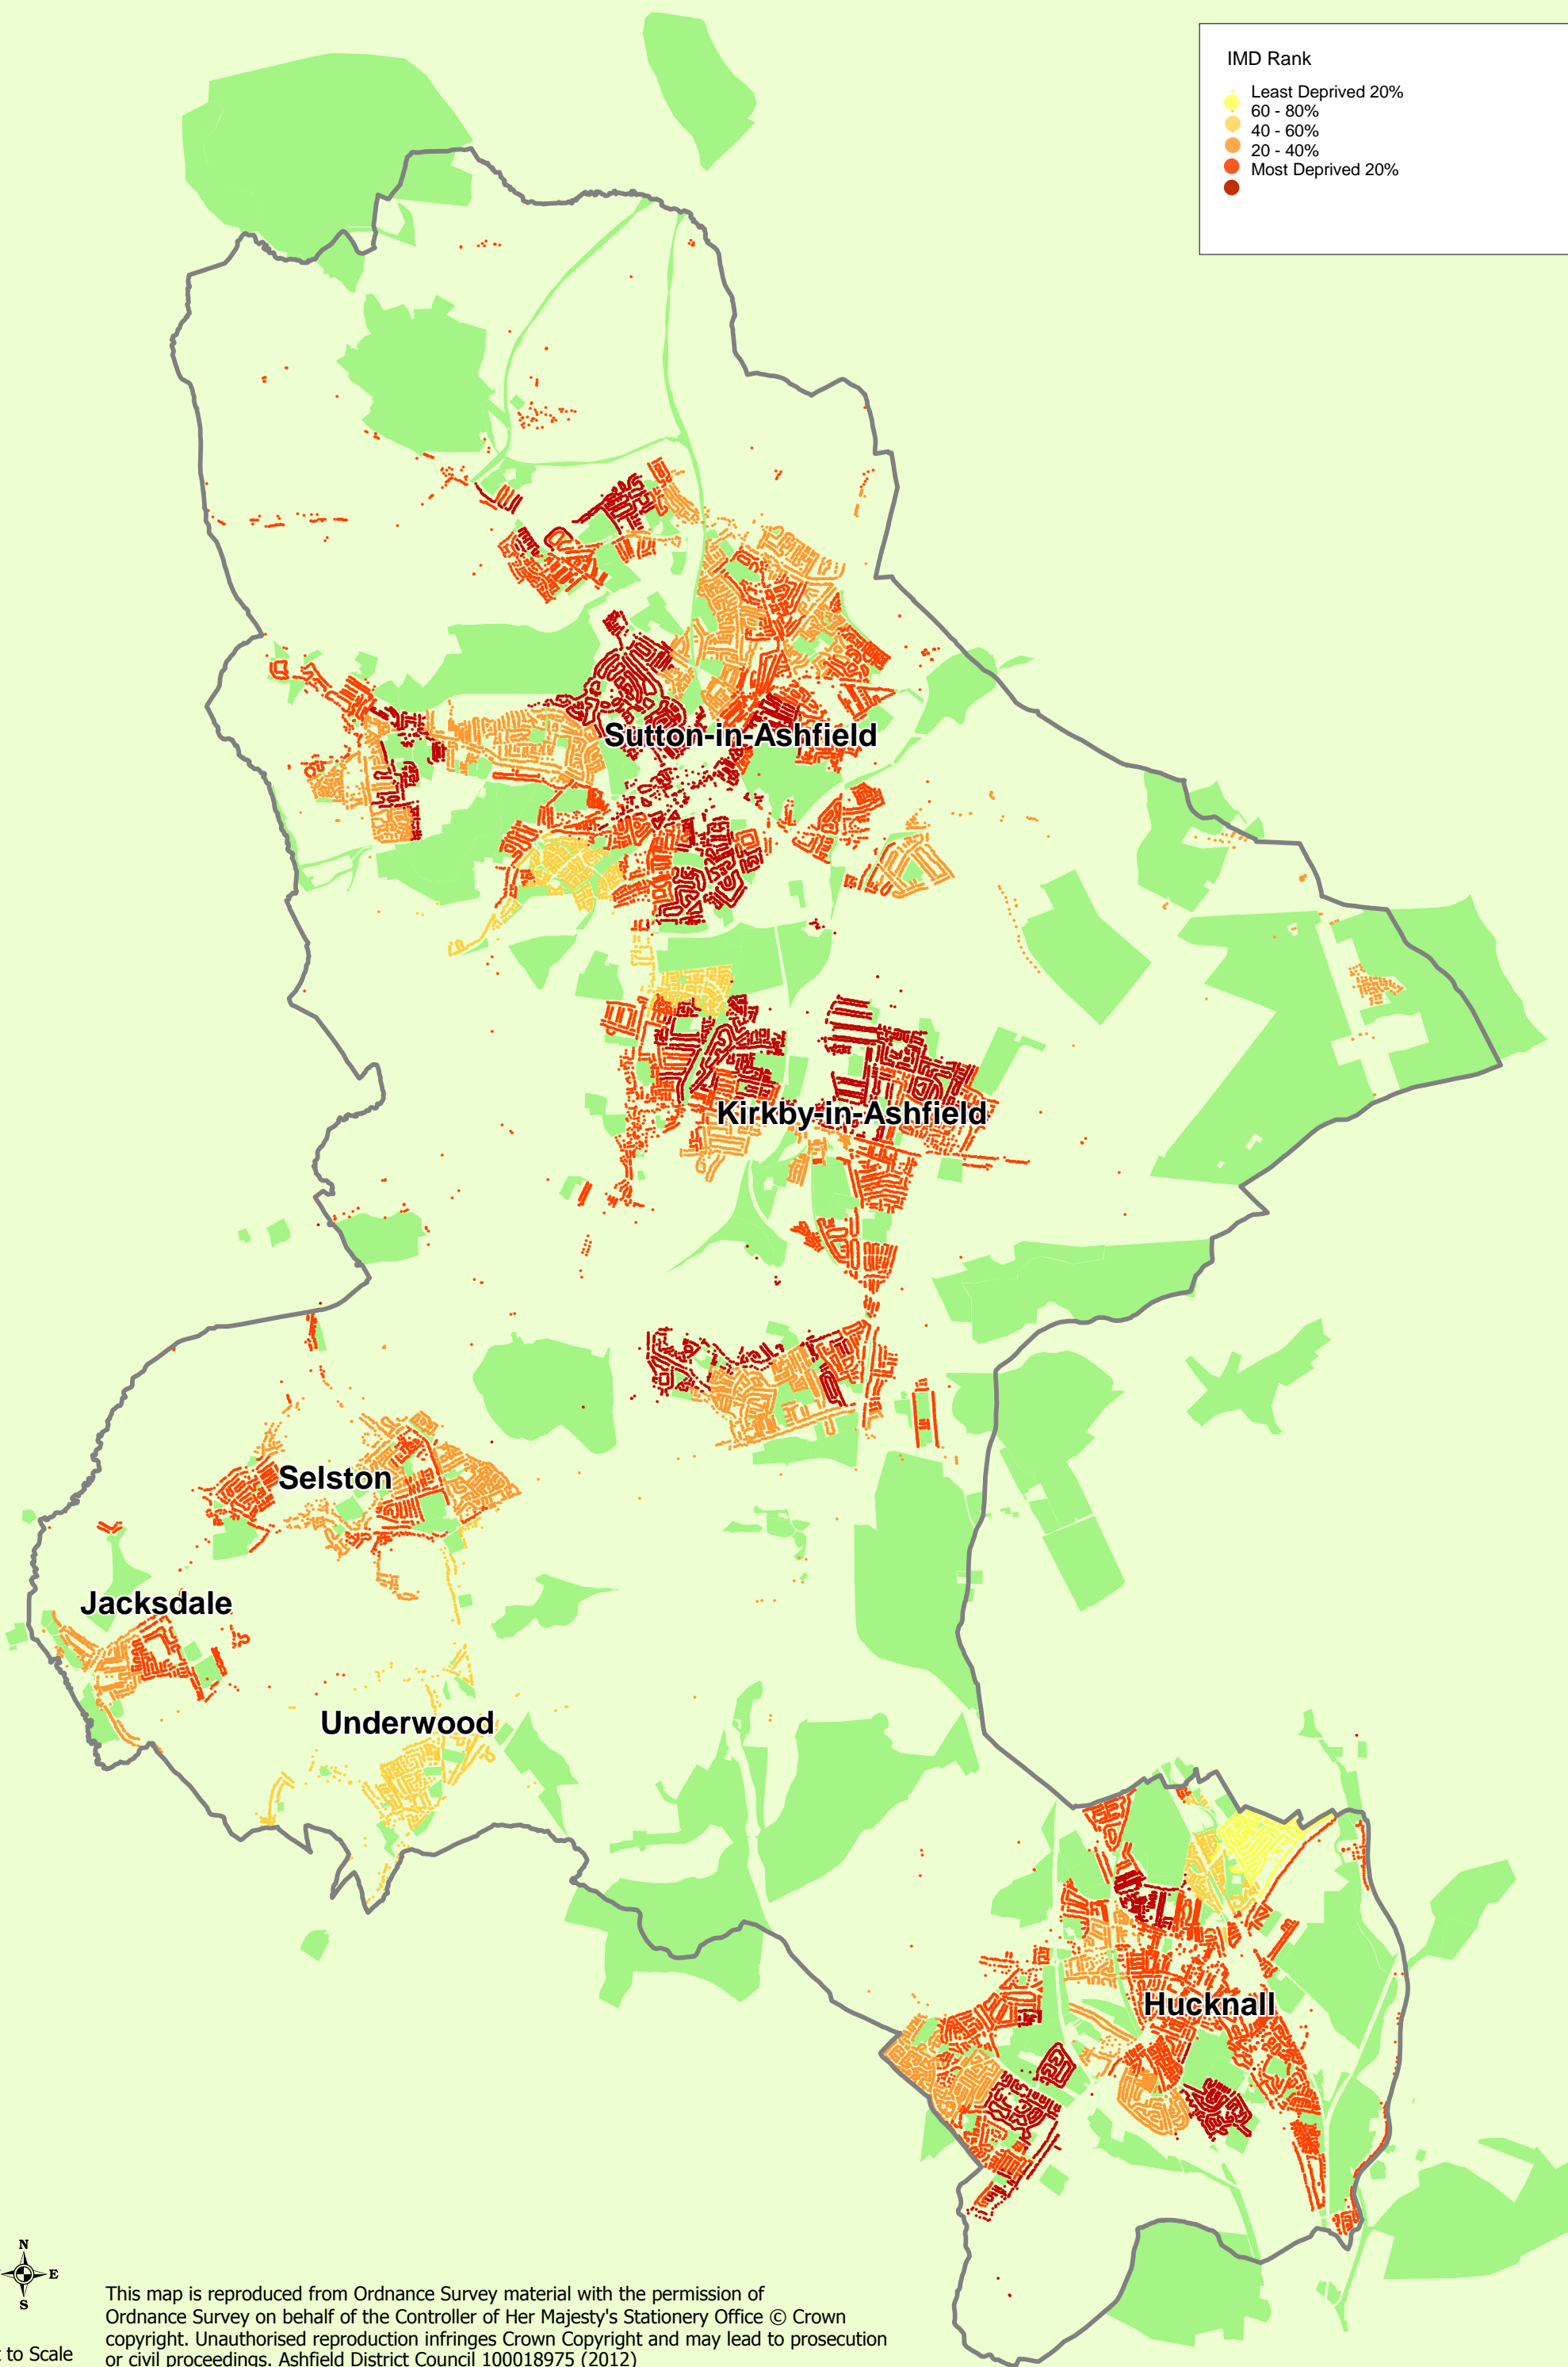 IMD Rank
Least Deprived 20%
60 - 80%
40 - 60%
20 - 40%
Most Deprived 20%
Sutton-in-Ashfield
Kirkby-in-Ashfield
Selston
Jacksdale
Underwood
Hucknall
N
E
S
to Scale
This map is reproduced from Ordnance Survey material with the permission of
Ordnance Survey on behalf of the Controller of Her Majesty's Stationery Office © Crown
copyright. Unauthorised reproduction infringes Crown Copyright and may lead to prosecution
or civil proceedings. Ashfield District Council 100018975 (2012)